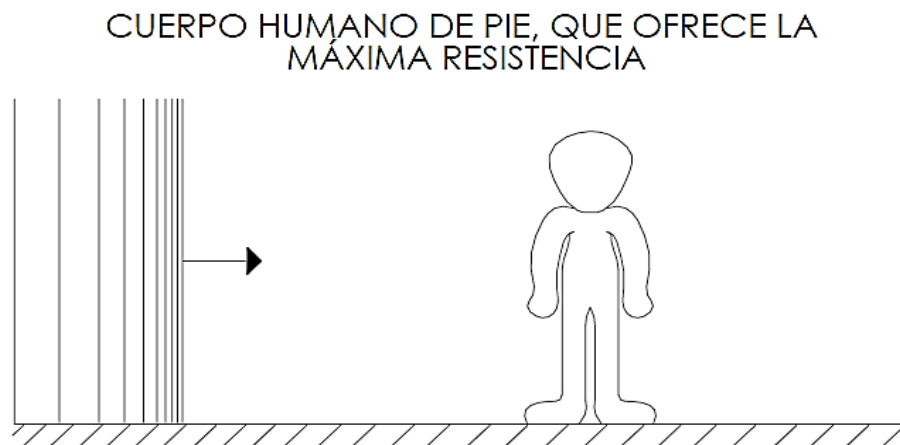 CUERPO HUMANO DE PIE, QUE OFRECE LA
MÁXIMA RESISTENCIA